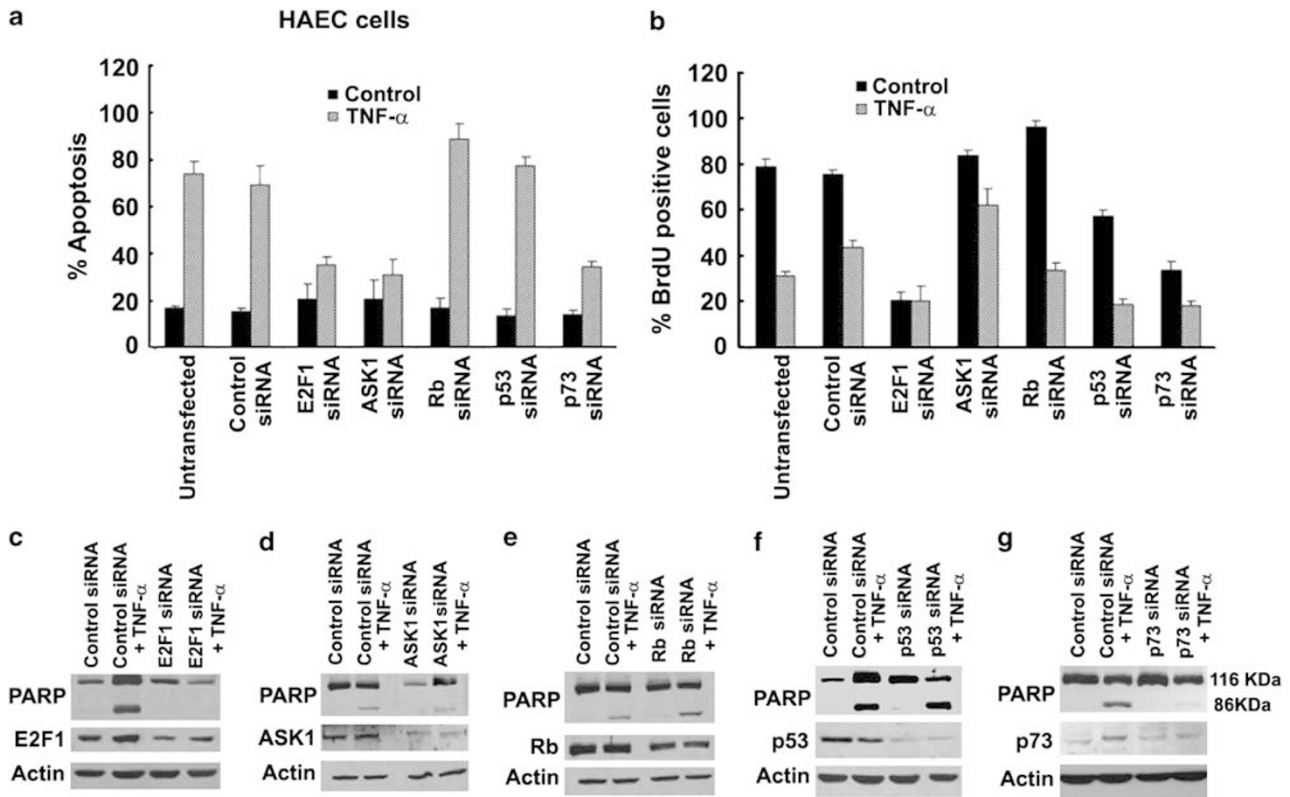 a
HAEC cells
120
100
80
60
40
20
0
% Apoptosis
Control
TNF-α
Untransfected
Control
siRNA
E2F1
siRNA
ASK1
siRNA
Rb
siRNA
p53
siRNA
p73
siRNA
b
120
100
80
60
40
20
0
% BrdU positive cells
Control
TNF-α
Untransfected
Control
siRNA
E2F1
siRNA
ASK1
siRNA
Rb
siRNA
p53
siRNA
p73
siRNA
c
Control siRNA
Control siRNA
+ TNF-α
E2F1 siRNA
E2F1 siRNA
+ TNF-α
PARP
E2F1
Actin
d
Control siRNA
Control siRNA
+ TNF-α
ASK1 siRNA
ASK1siRNA
+ TNF-α
PARP
ASK1
Actin
e
Control siRNA
Control siRNA
+ TNF-α
Rb siRNA
Rb siRNA
+ TNF-α
PARP
Rb
Actin
f
Control siRNA
Control siRNA
+ TNF-α
p53 siRNA
p53 siRNA
+ TNF-α
PARP
p53
Actin
g
Control siRNA
Control siRNA
+ TNF-α
p73 siRNA
p73 siRNA
+ TNF-α
PARP
116 KDa
86KDa
p73
Actin